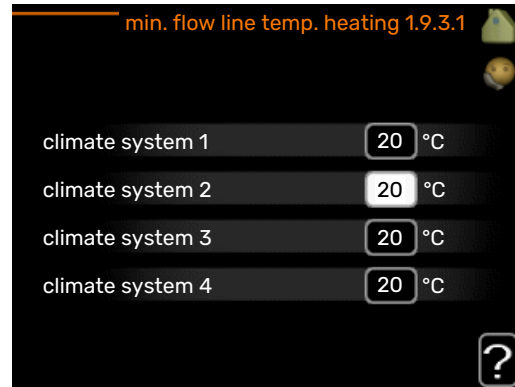 min. flow line temp. heating 1.9.3.1
climate system 1 20 °C
climate system 2 20 °C
climate system 3 20 °C
climate system 4 20 °C
?